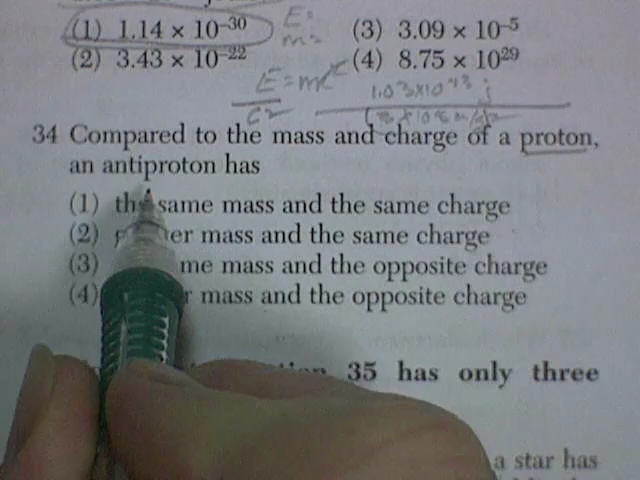 (1) 1.14 × 10⁻³⁰ E= (3) 3.09 × 10⁻⁵
(2) 3.43 × 10⁻²² (4) 8.75 × 10²⁹
E=mc²
c²
34 Compared to the mass and charge of a proton,
an antiproton has
(1) the same mass and the same charge
(2) mass and the same charge
(3) me mass and the opposite charge
(4) mass and the opposite charge
35 has only three
a star has